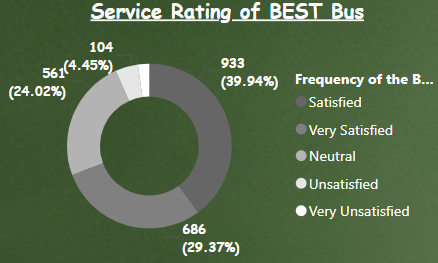 Service Rating of BEST Bus
104
(4.45%)
561
(24.02%)
933
(39.94%)
686
(29.37%)
Frequency of the B...
Satisfied
Very Satisfied
Neutral
Unsatisfied
Very Unsatisfied